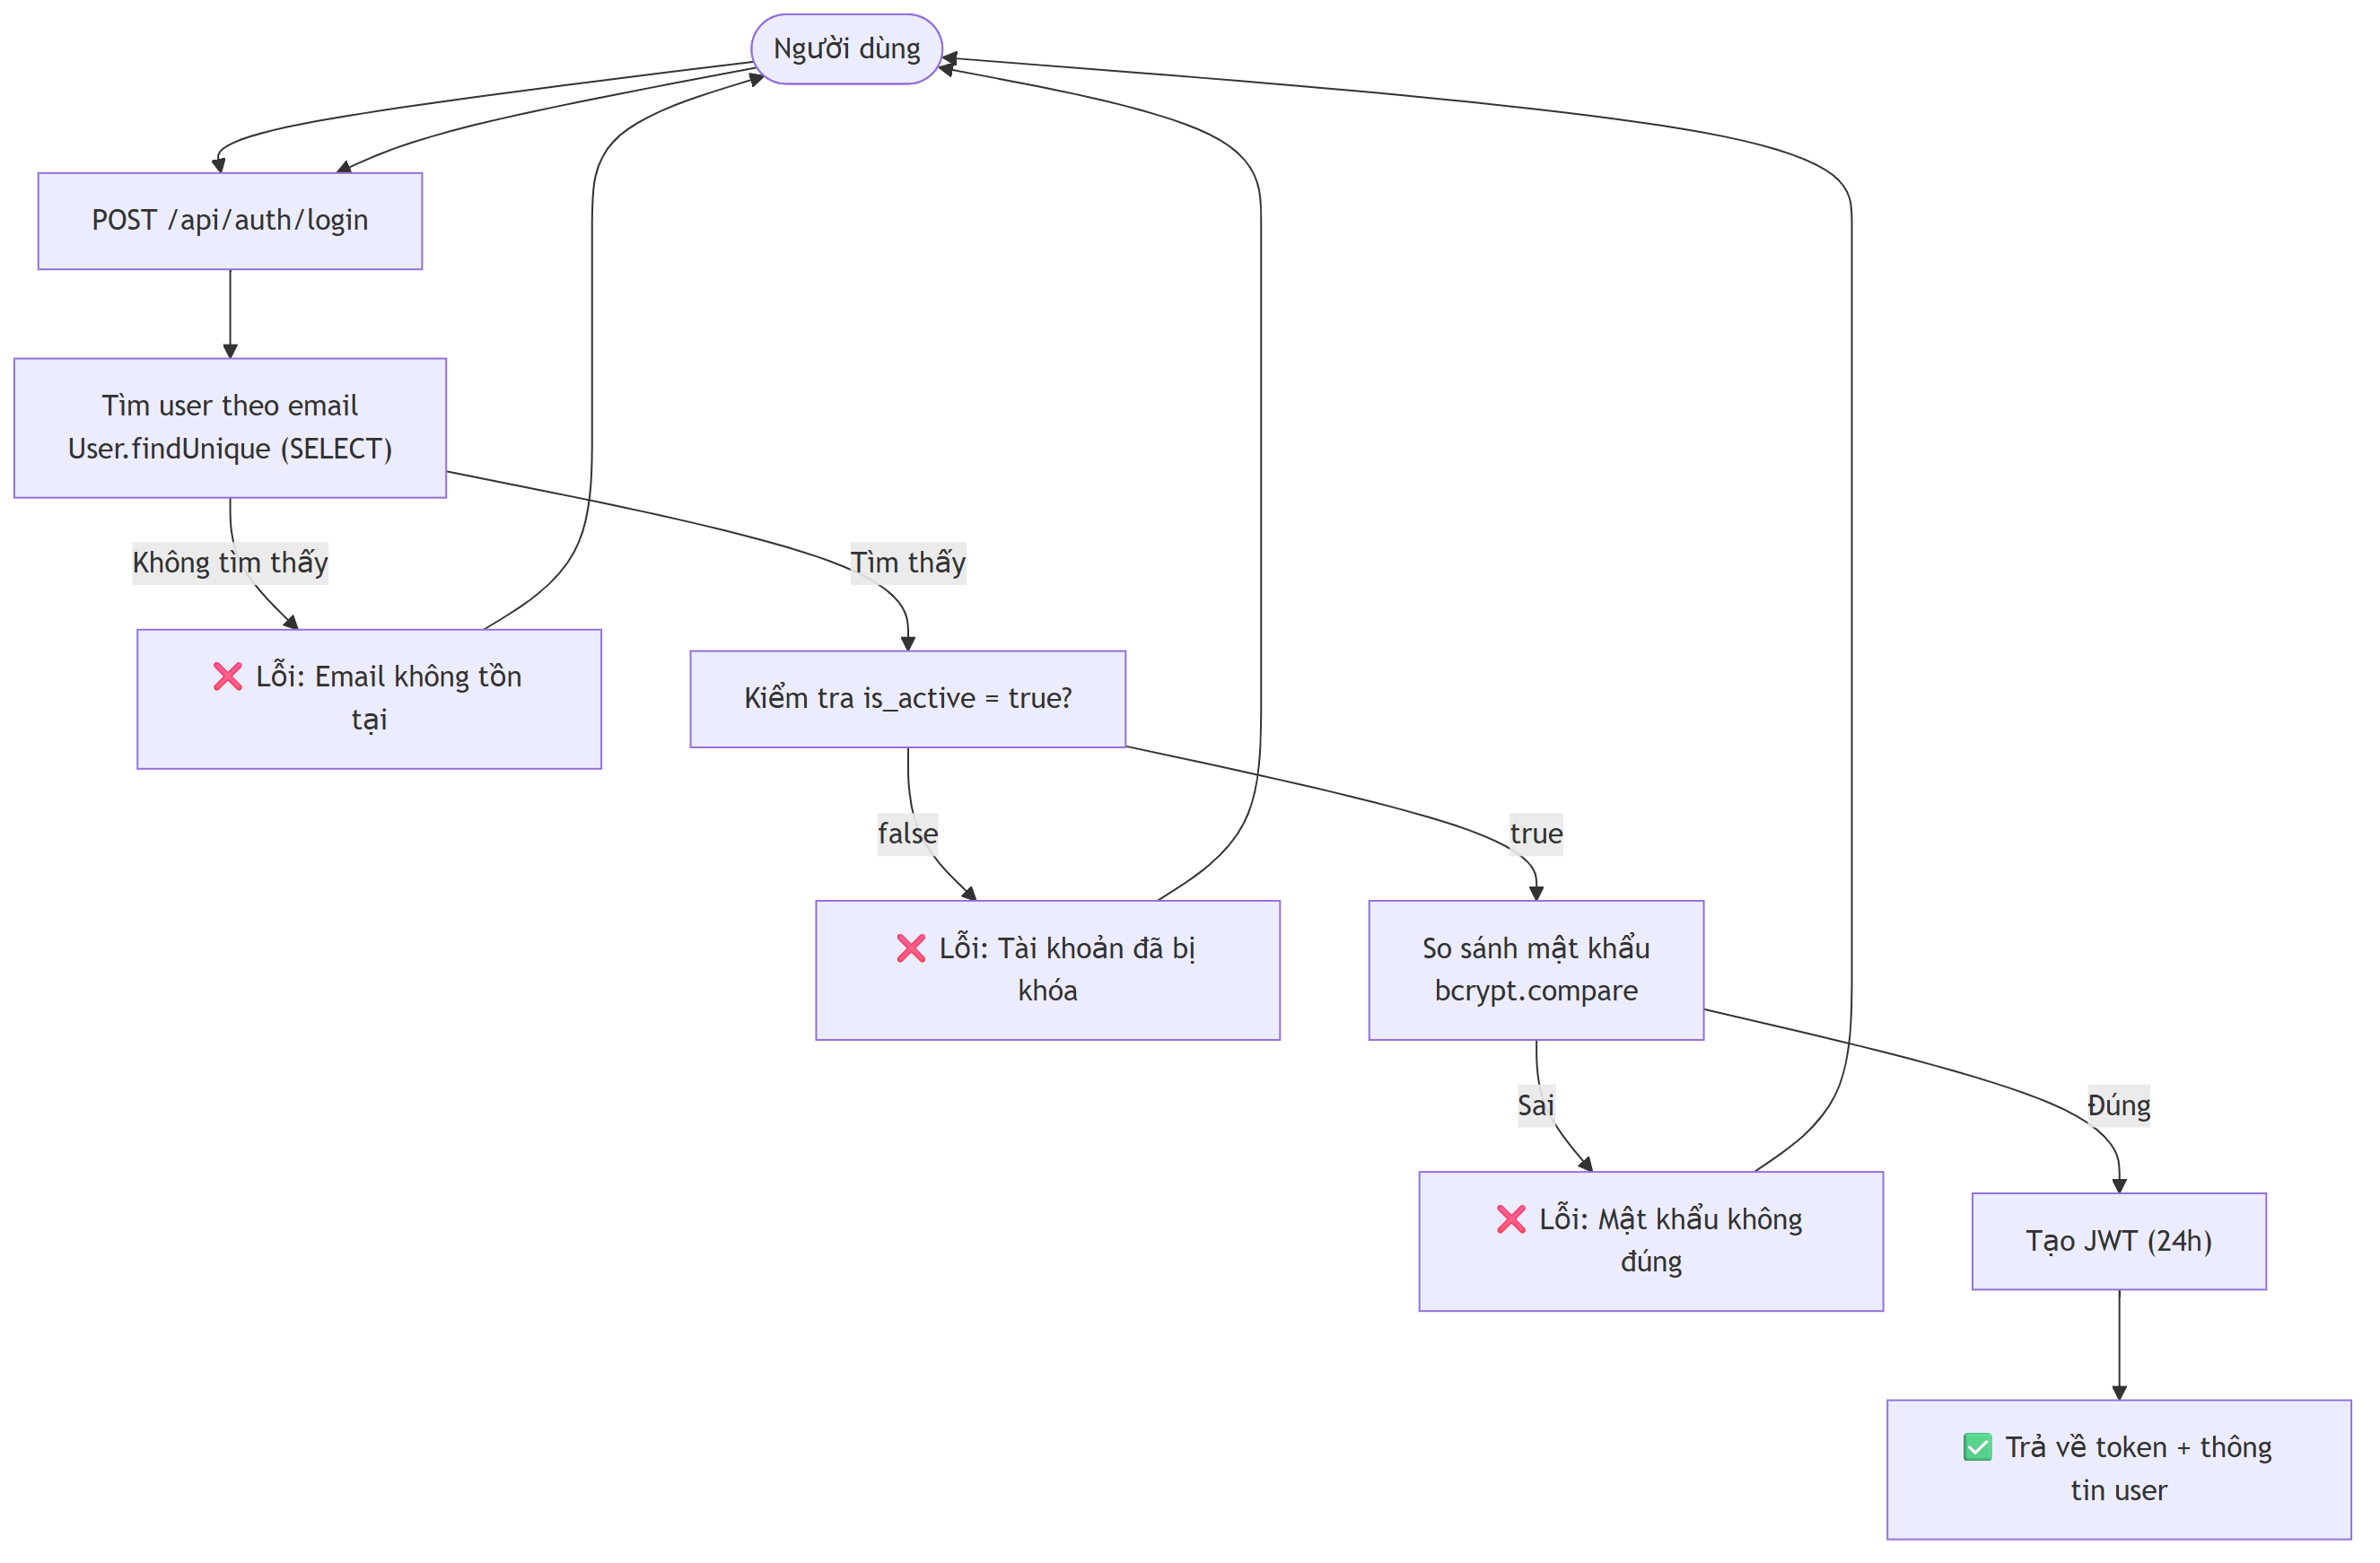 Người dùng
POST /api/auth/login
Tìm user theo email
User.findUnique (SELECT)
Không tìm thấy
Tìm thấy
❌ Lỗi: Email không tồn
tại
Kiểm tra is_active = true?
false
true
❌ Lỗi: Tài khoản đã bị
khóa
So sánh mật khẩu
bcrypt.compare
Sai
Đúng
❌ Lỗi: Mật khẩu không
đúng
Tạo JWT (24h)
✅ Trả về token + thông
tin user